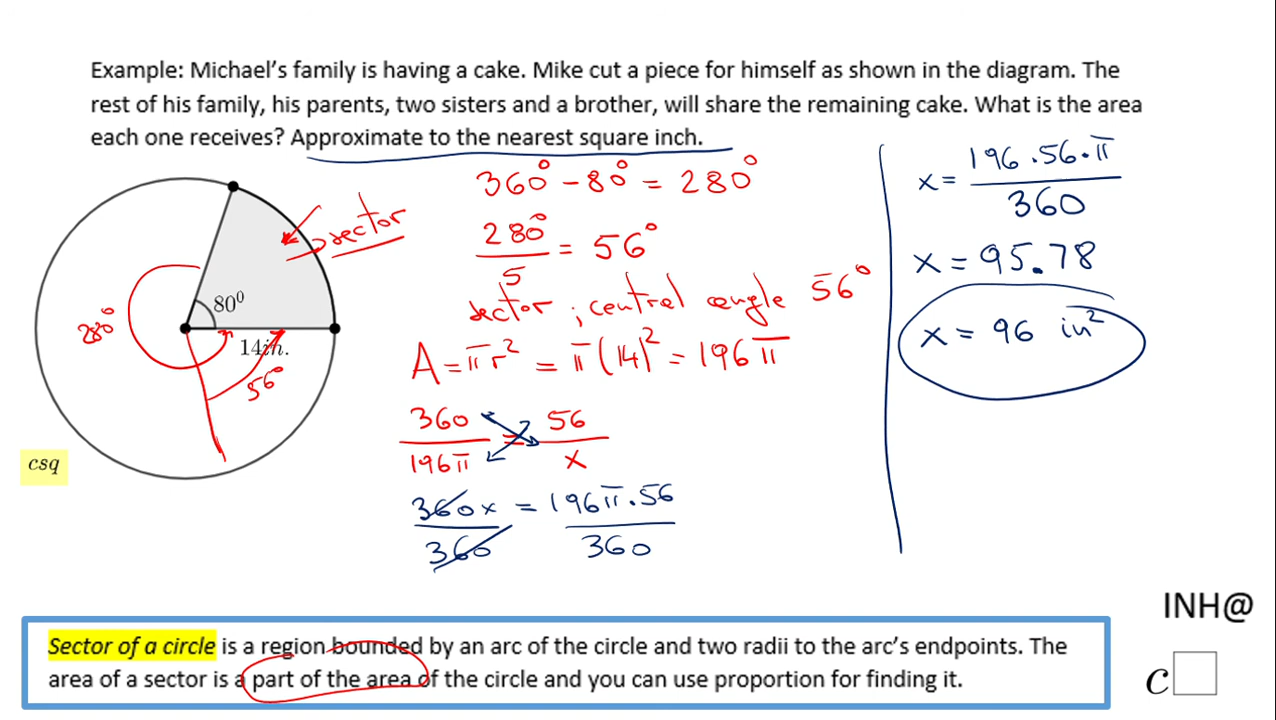 Example: Michael's family is having a cake. Mike cut a piece for himself as shown in the diagram. The
rest of his family, his parents, two sisters and a brother, will share the remaining cake. What is the area
each one receives? Approximate to the nearest square inch.
360° - 80° = 280°
280° / 5 = 56°
sector ; central angle 56°
A = πr² = π(14)² = 196π
360 / 196π = 56 / x
360x / 360 = 196π.56 / 360
x = 196.56.π / 360
x = 95.78
x = 96 in²
sector
80⁰
280°
14in.
56°
csq
INH@
c
Sector of a circle is a region bounded by an arc of the circle and two radii to the arc's endpoints. The
area of a sector is a part of the area of the circle and you can use proportion for finding it.